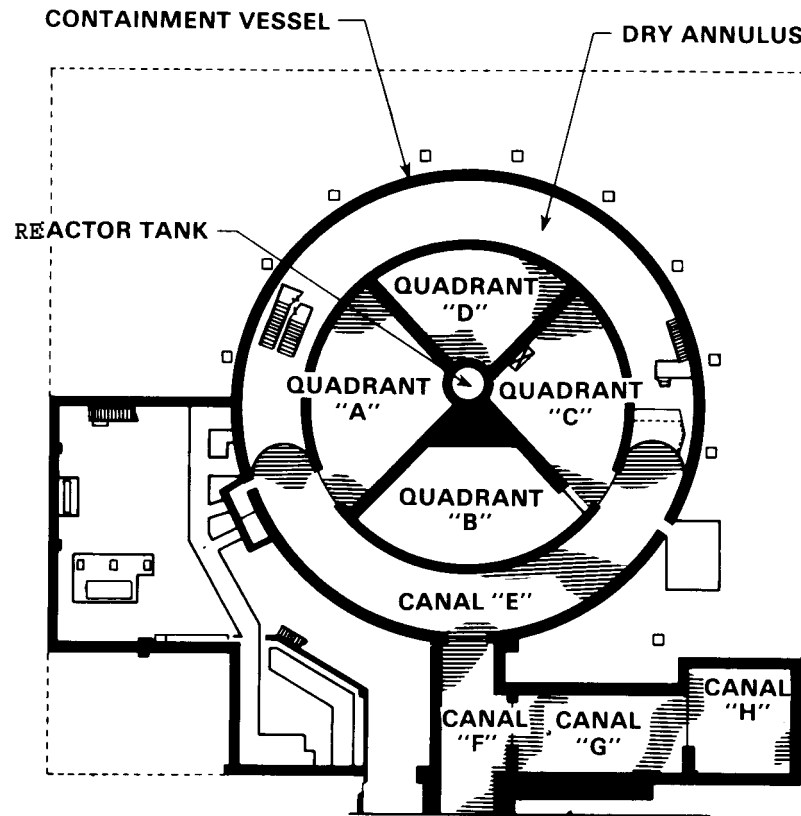 CONTAINMENT VESSEL
DRY ANNULUS
REACTOR TANK
QUADRANT
"D"
QUADRANT
"A"
QUADRANT
"C"
QUADRANT
"B"
CANAL "E"
CANAL
"F"
CANAL
"G"
CANAL
"H"